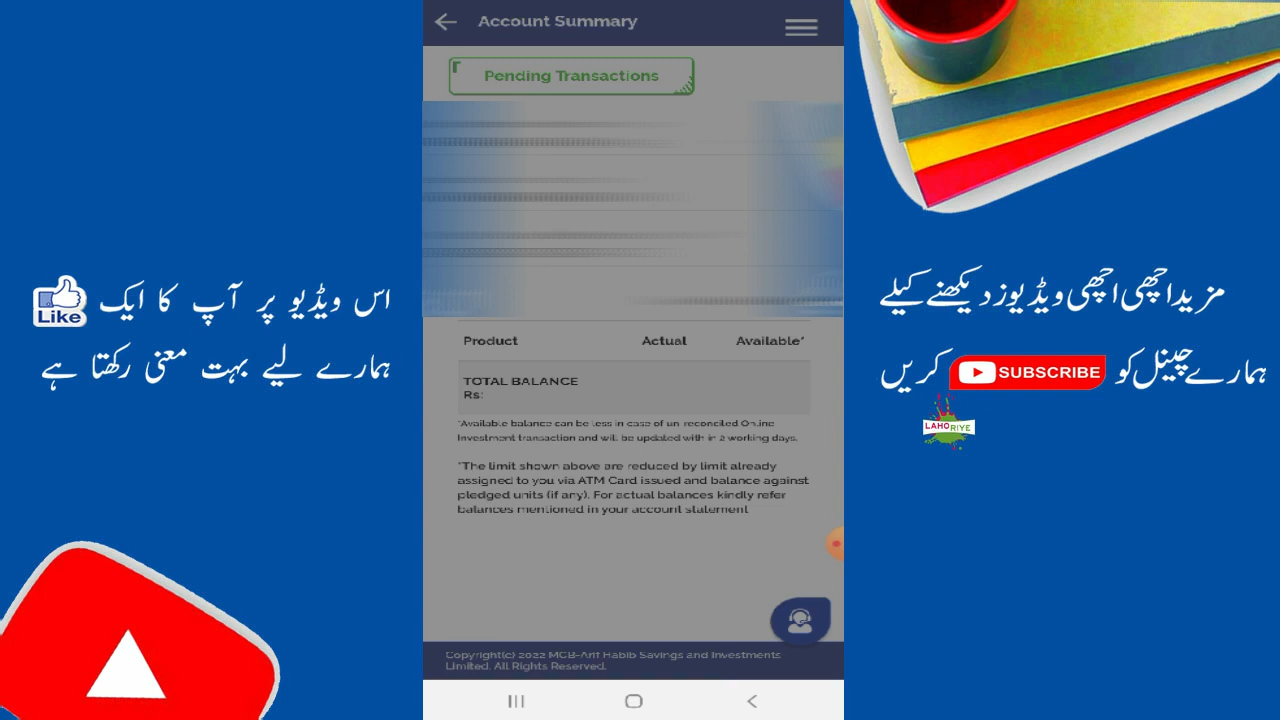 Account Summary
Pending Transactions
Product Actual Available*
TOTAL BALANCE
Rs:
*Available balance can be less in case of un-reconciled Online
Investment transaction and will be updated with in 2 working days.
*The limit shown above are reduced by limit already
assigned to you via ATM Card issued and balance against
pledged units (if any). For actual balances kindly refer
balances mentioned in your account statement
Copyright(c) 2022 MCB-Arif Habib Savings and Investments
Limited. All Rights Reserved.
اس ویڈیو پر آپ کا ایک Like
ہمارے لیے بہت معنی رکھتا ہے
مزید اچھی اچھی ویڈیوز دیکھنے کیلے
ہمارے چینل کو SUBSCRIBE کریں
LAHORIYE